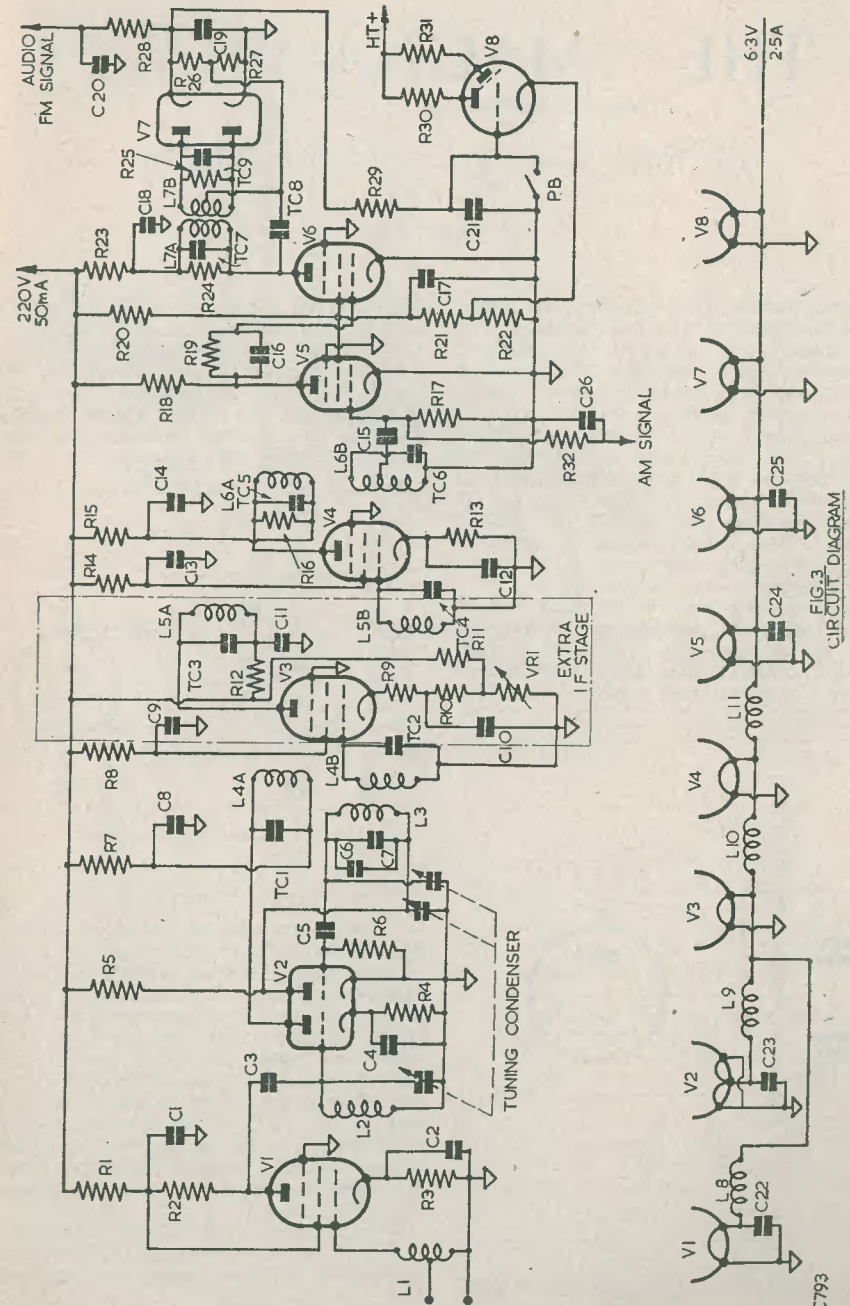 AUDIO
FM SIGNAL
220V
50mA
HT+
R1
C1
R2
C3
V1
R3
C2
L1
L2
R5
V2
C5
C4
R4
R6
TUNING CONDENSER
R7
C8
L4A
TC1
C6
C7
L3
R8
C9
TC3
L5A
R12
C11
V3
L4B
TC2
R9
R10
C10
VR1
R11
EXTRA
IF STAGE
R14
R15
C13
C14
L6A
TC5
R16
V4
L5B
TC4
C12
R13
R18
R19
C16
V5
L6B
C15
TC6
R17
R32
C26
AM SIGNAL
R20
R23
C18
L7A
R24
TC7
L7B
R25
TC9
V7
R
26
C19
R27
R28
C20
TC8
V6
C17
R21
R22
R29
C21
P.B
R30
R31
V8
V1
L8
C22
V2
L9
C23
V3
L10
V4
L11
V5
C24
V6
C25
V7
V8
6·3V
2·5A
FIG.3
CIRCUIT DIAGRAM
C793